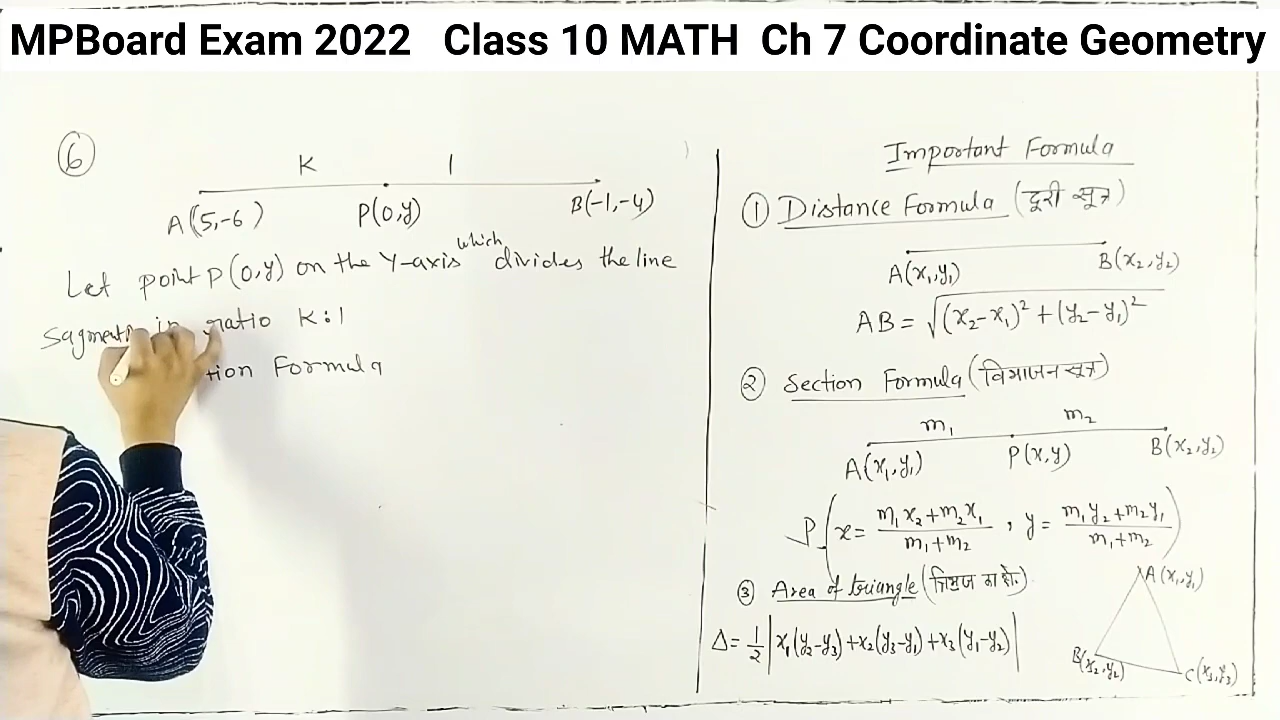 MPBoard Exam 2022 Class 10 MATH Ch 7 Coordinate Geometry
⑥
K 1
A(5,-6) P(0,y) B(-1,-4)
Let point P(0,y) on the Y-axis which divides the line
in ratio K:1
Formula
Important Formula
① Distance Formula (दूरी सूत्र)
A(x₁,y₁) B(x₂,y₂)
AB = √(x₂-x₁)² + (y₂-y₁)²
② Section Formula (विभाजन सूत्र)
m₁ m₂
A(x₁,y₁) P(x,y) B(x₂,y₂)
P(x = m₁x₂+m₂x₁/m₁+m₂ , y = m₁y₂+m₂y₁/m₁+m₂)
③ Area of triangle (त्रिभुज का क्षे.)
A(x₁,y₁)
Δ = 1/2 |x₁(y₂-y₃)+x₂(y₃-y₁)+x₃(y₁-y₂)|
B(x₂,y₂) C(x₃,y₃)